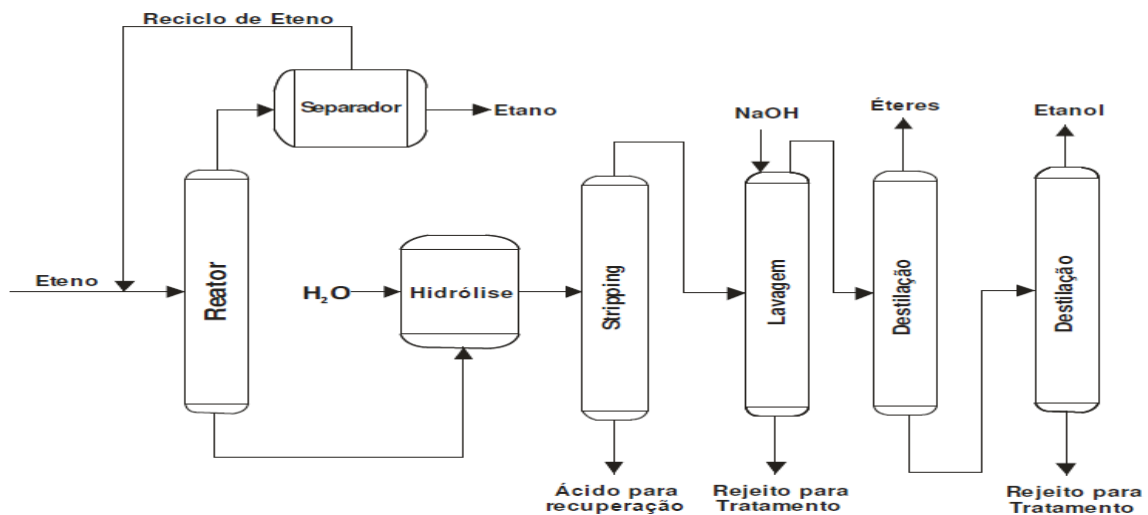 Reciclo de Eteno
Separador
Etano
NaOH
Éteres
Etanol
Eteno
Reator
H₂O
Hidrólise
Stripping
Lavagem
Destilação
Destilação
Ácido para
recuperação
Rejeito para
Tratamento
Rejeito para
Tratamento